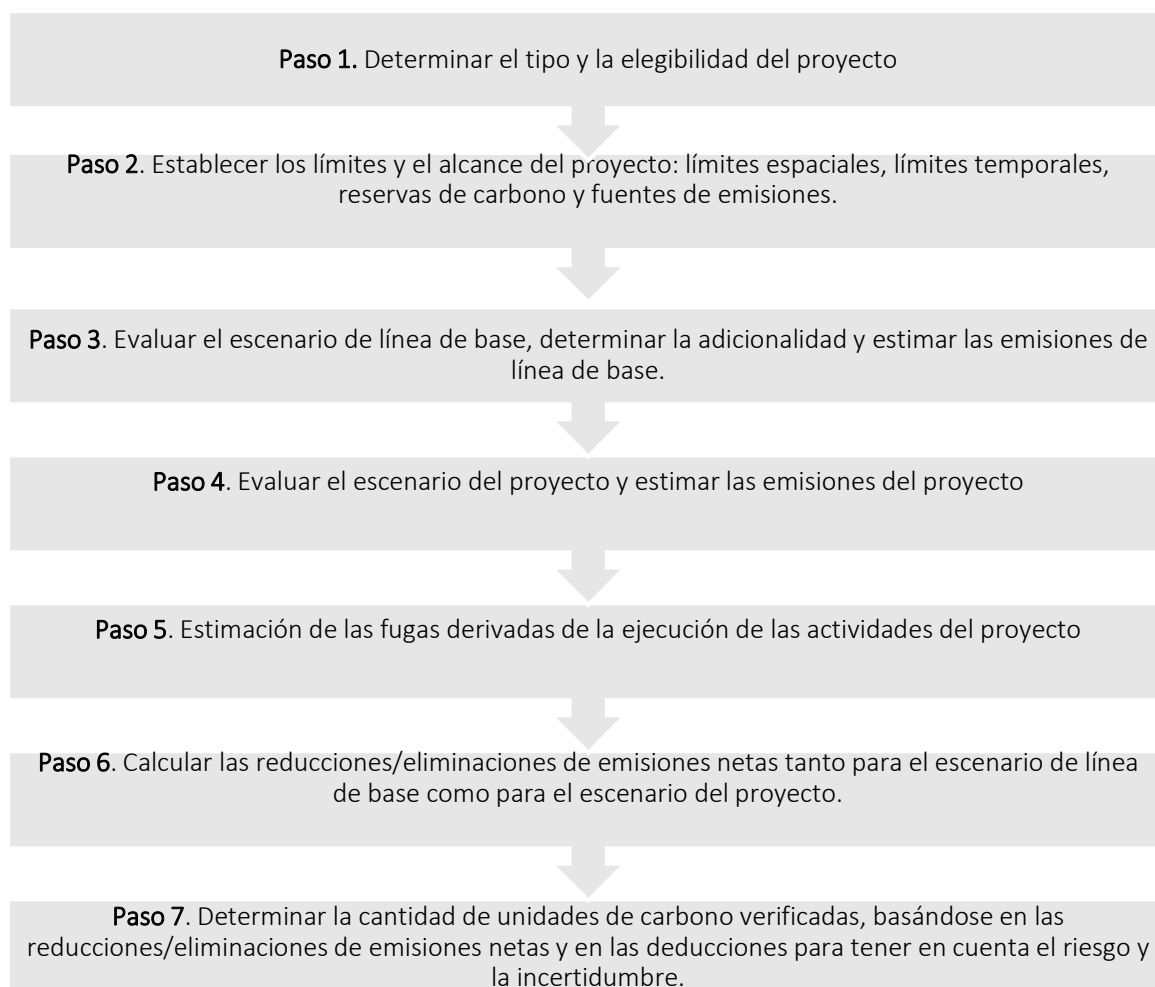 Paso 1. Determinar el tipo y la elegibilidad del proyecto
Paso 2. Establecer los límites y el alcance del proyecto: límites espaciales, límites temporales,
reservas de carbono y fuentes de emisiones.
Paso 3. Evaluar el escenario de línea de base, determinar la adicionalidad y estimar las emisiones de
línea de base.
Paso 4. Evaluar el escenario del proyecto y estimar las emisiones del proyecto
Paso 5. Estimación de las fugas derivadas de la ejecución de las actividades del proyecto
Paso 6. Calcular las reducciones/eliminaciones de emisiones netas tanto para el escenario de línea
de base como para el escenario del proyecto.
Paso 7. Determinar la cantidad de unidades de carbono verificadas, basándose en las
reducciones/eliminaciones de emisiones netas y en las deducciones para tener en cuenta el riesgo y
la incertidumbre.